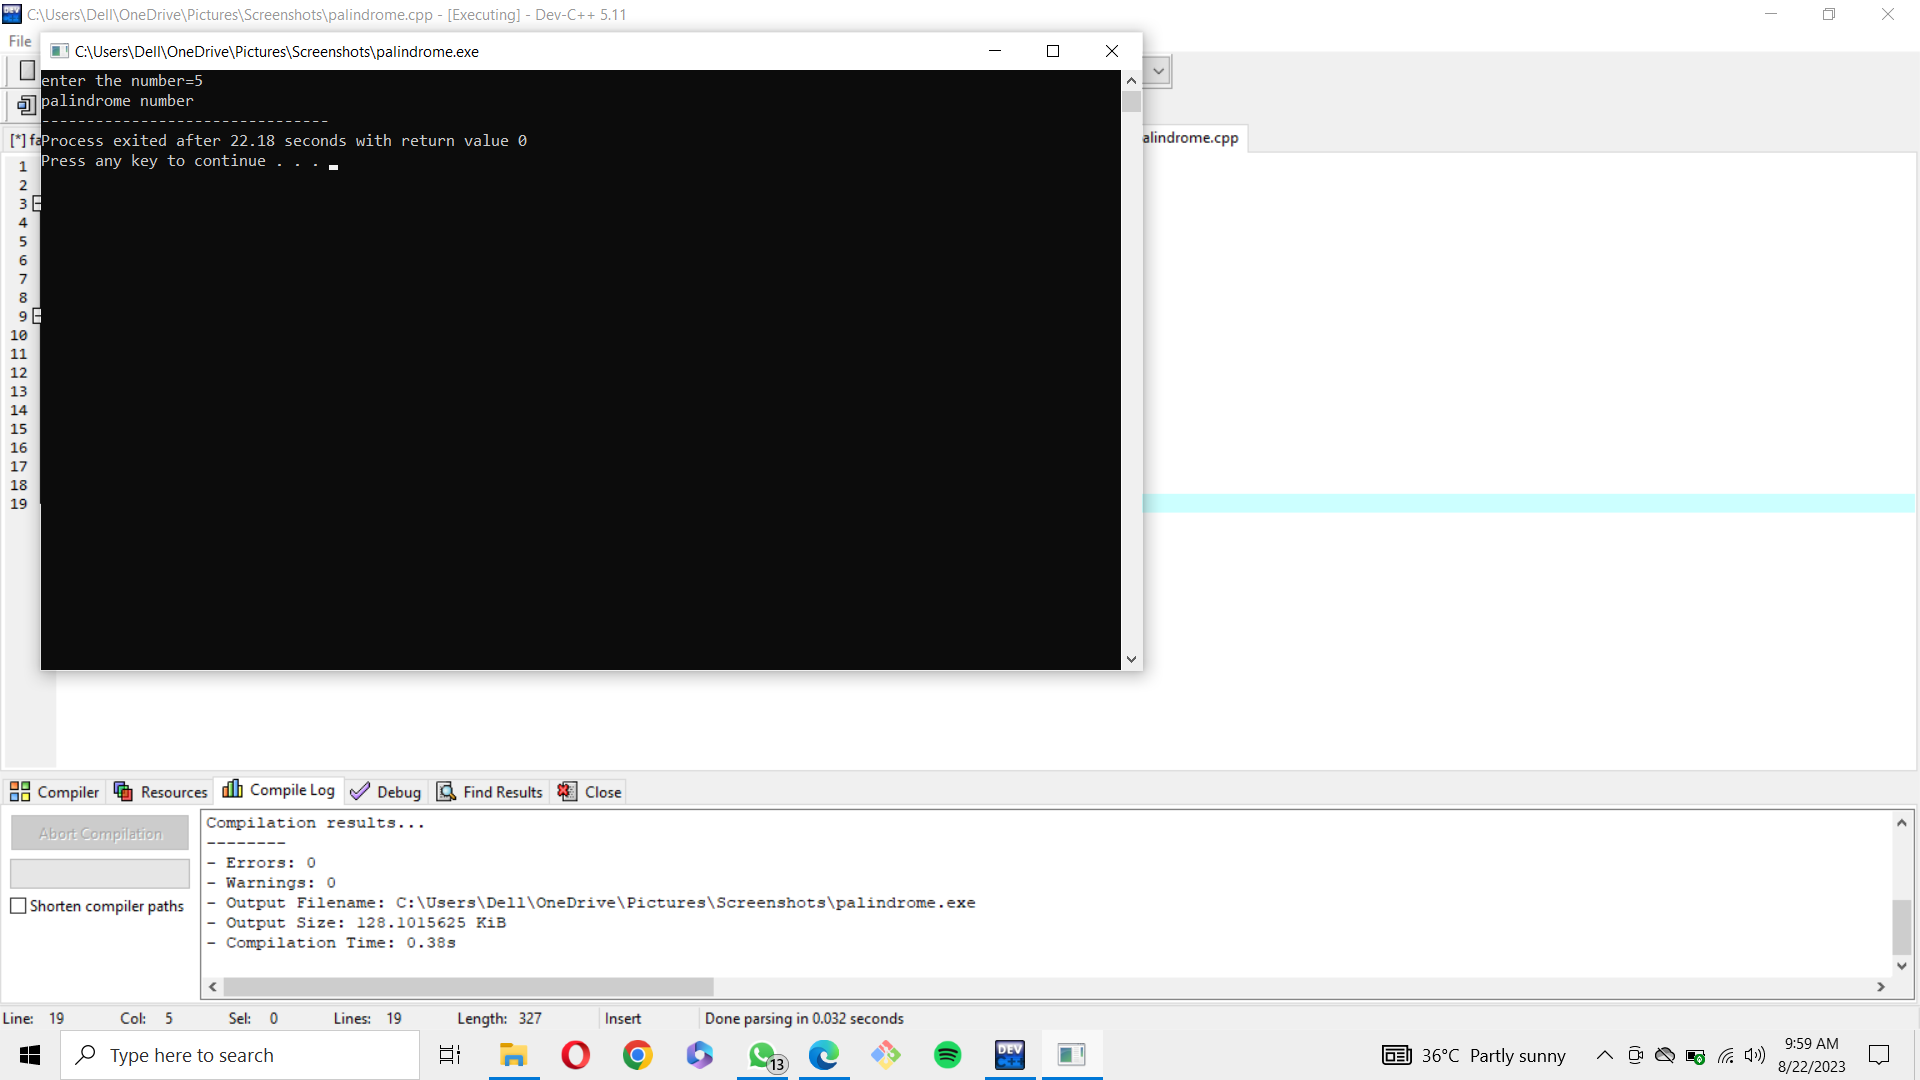 C:\Users\Dell\OneDrive\Pictures\Screenshots\palindrome.cpp - [Executing] - Dev-C++ 5.11
File
C:\Users\Dell\OneDrive\Pictures\Screenshots\palindrome.exe
enter the number=5
palindrome number
--------------------------------
Process exited after 22.18 seconds with return value 0
Press any key to continue . . .
[*] fa
alindrome.cpp
1
2
3
4
5
6
7
8
9
10
11
12
13
14
15
16
17
18
19
Compiler Resources Compile Log Debug Find Results Close
Abort Compilation
Shorten compiler paths
Compilation results...
--------
- Errors: 0
- Warnings: 0
- Output Filename: C:\Users\Dell\OneDrive\Pictures\Screenshots\palindrome.exe
- Output Size: 128.1015625 KiB
- Compilation Time: 0.38s
Line: 19 Col: 5 Sel: 0 Lines: 19 Length: 327 Insert Done parsing in 0.032 seconds
Type here to search
13
DEV
36°C Partly sunny
9:59 AM
8/22/2023